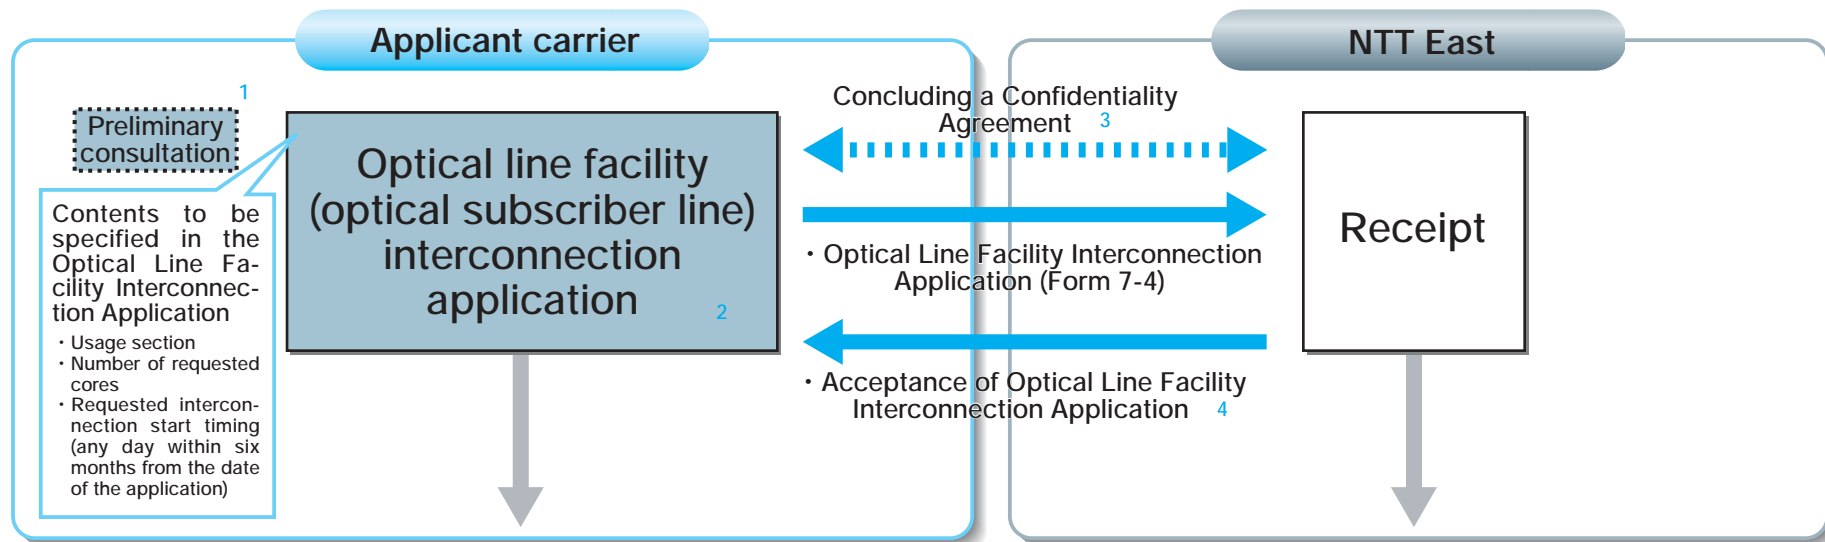 Applicant carrier
NTT East
1
Preliminary
consultation
Contents to be
specified in the
Optical Line Fa-
cility Interconnec-
tion Application
・Usage section
・Number of requested
cores
・Requested intercon-
nection start timing
(any day within six
months from the date
of the application)
Optical line facility
(optical subscriber line)
interconnection
application 2
Concluding a Confidentiality
Agreement 3
・Optical Line Facility Interconnection
Application (Form 7-4)
・Acceptance of Optical Line Facility
Interconnection Application 4
Receipt